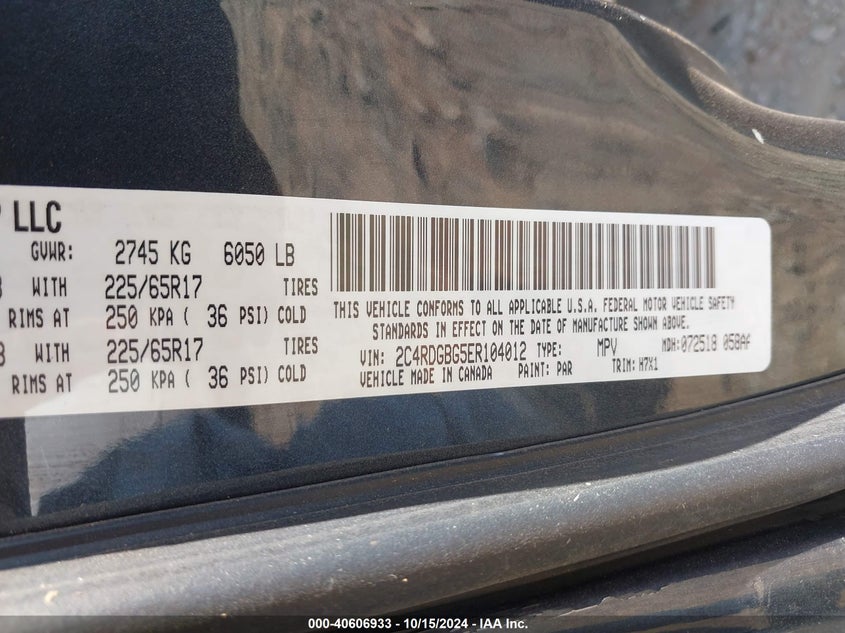 LLC
GVWR: 2745 KG 6050 LB
WITH 225/65R17 TIRES
RIMS AT 250 KPA ( 36 PSI) COLD
WITH 225/65R17 TIRES
RIMS AT 250 KPA ( 36 PSI) COLD
THIS VEHICLE CONFORMS TO ALL APPLICABLE U.S.A. FEDERAL MOTOR VEHICLE SAFETY
STANDARDS IN EFFECT ON THE DATE OF MANUFACTURE SHOWN ABOVE.
VIN: 2C4RDGBG5ER104012 TYPE: MPV MDH: 072518 058AF
VEHICLE MADE IN CANADA PAINT: PAR TRIM: H7X1
000-40606933 - 10/15/2024 - IAA Inc.